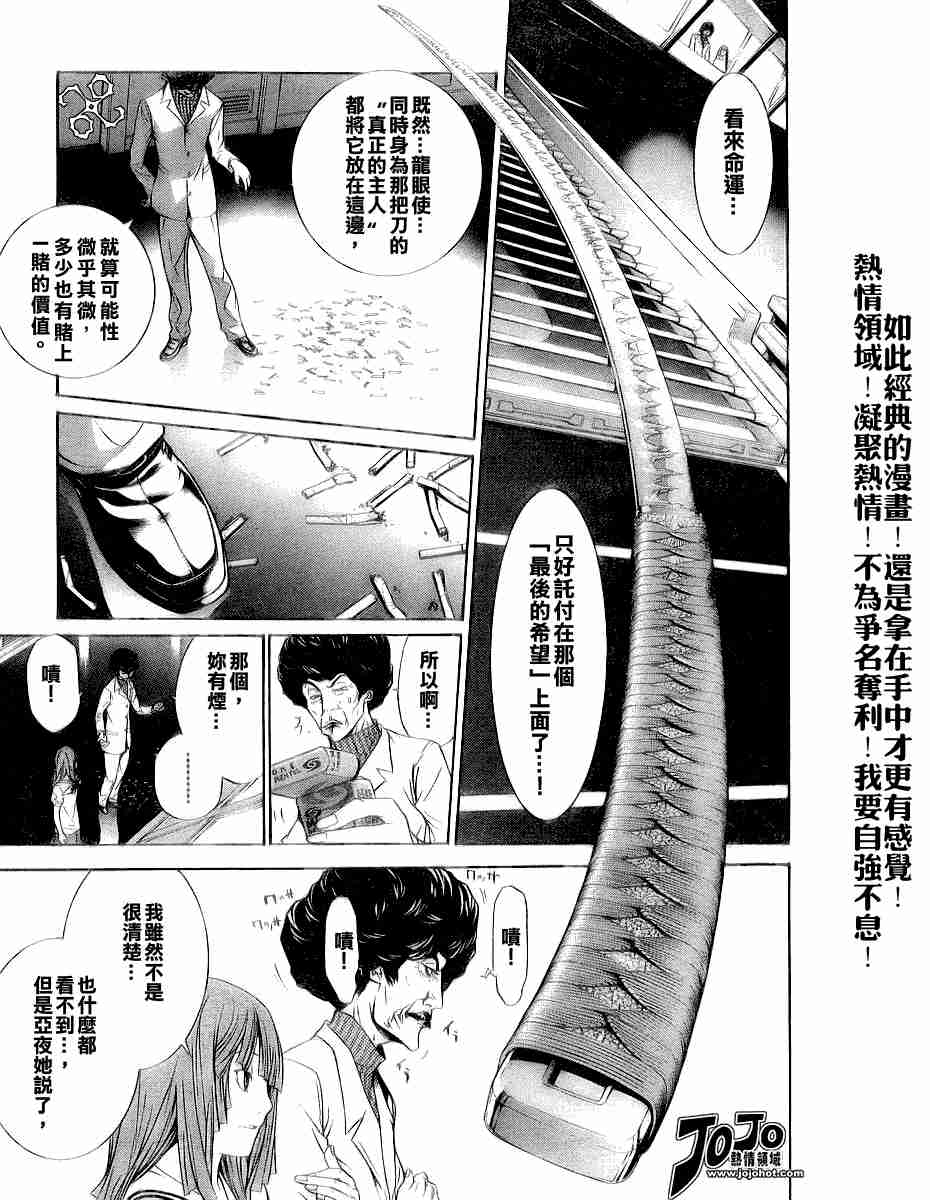 看來命運…
只好託付在那個
「最後的希望」上面了…！
既然…龍眼使…
同時身為那把刀的
〝真正的主人〞
都將它放在這邊，
就算可能性
微乎其微，
多少也有賭上
一賭的價值。
所以啊…
那個，
妳有煙…
………
嘖！
嘖！
嘖！
我雖然不是
很清楚…
也什麼都
看不到…，
但是亞夜她說了，
如此經典的漫畫！還是拿在手中才更有感覺！
熱情領域！凝聚熱情！不為爭名奪利！我要自強不息！
JOJO
熱情領域
www.jojohot.com